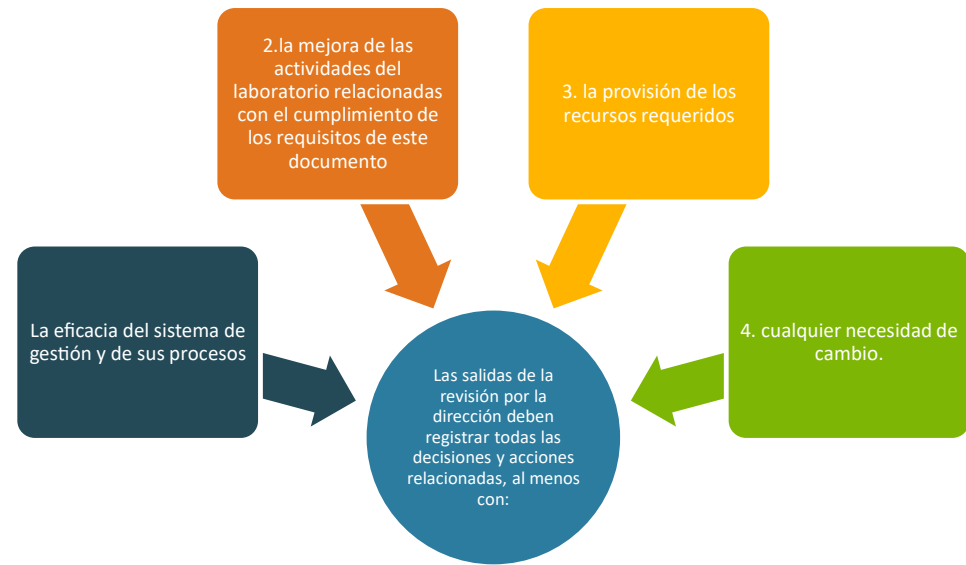 La eficacia del sistema de
gestión y de sus procesos
2.la mejora de las
actividades del
laboratorio relacionadas
con el cumplimiento de
los requisitos de este
documento
3. la provisión de los
recursos requeridos
4. cualquier necesidad de
cambio.
Las salidas de la
revisión por la
dirección deben
registrar todas las
decisiones y acciones
relacionadas, al menos
con: